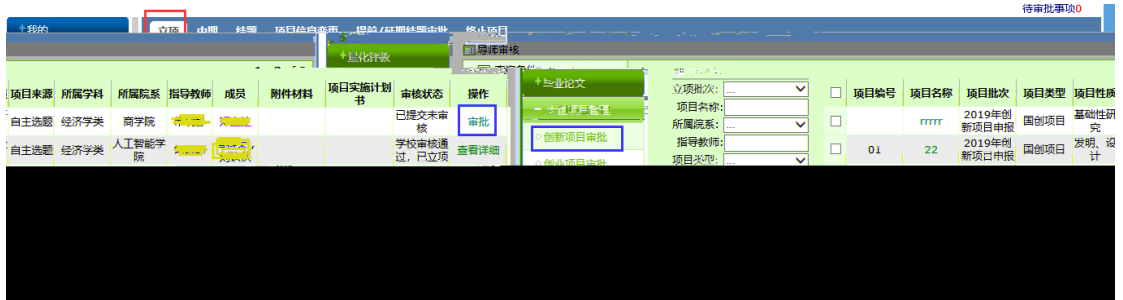 待审批事项0
+我的
立项 中期 结题 项目信息变更 提前/延期结题审批 终止项目
导师审核
项目来源 所属学科 所属院系 指导教师 成员 附件材料 项目实施计划书 审核状态 操作
自主选题 经济学类 商学院 已提交未审核 审批
自主选题 经济学类 人工智能学院 学校审核通过，已立项 查看详细
+毕业论文
创新项目审批
创业项目审批
立项批次: ...
项目名称:
所属院系: ...
指导教师:
项目类型: ...
项目编号 项目名称 项目批次 项目类型 项目性质
rrrrr 2019年创新项目申报 国创项目 基础性研究
01 22 2019年创新项目申报 国创项目 发明、设计